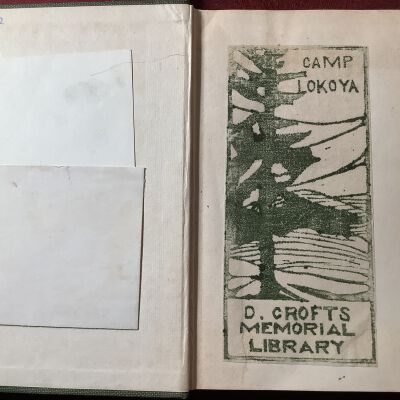 CAMP
LOKOYA
D. CROFTS
MEMORIAL
LIBRARY